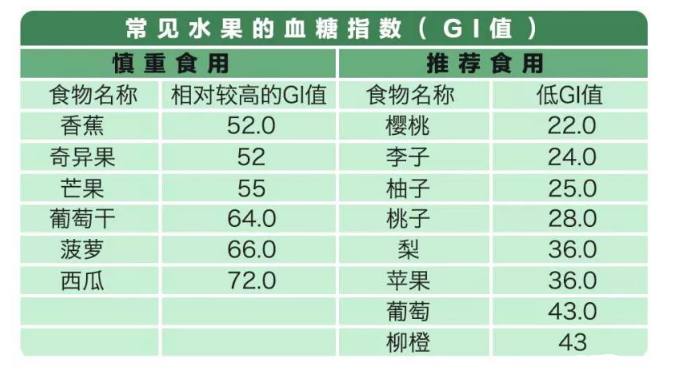 常见水果的血糖指数（GI值）
慎重食用 推荐食用
食物名称 相对较高的GI值 食物名称 低GI值
香蕉 52.0 樱桃 22.0
奇异果 52 李子 24.0
芒果 55 柚子 25.0
葡萄干 64.0 桃子 28.0
菠萝 66.0 梨 36.0
西瓜 72.0 苹果 36.0
葡萄 43.0
柳橙 43